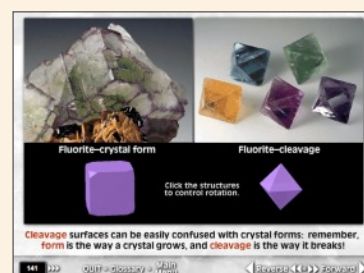 Fluorite–crystal form
Fluorite–cleavage
Click the structures
to control rotation.
Cleavage surfaces can be easily confused with crystal forms: remember,
form is the way a crystal grows, and cleavage is the way it breaks!
141
QUIT • Glossary • Main
Reverse
Forward